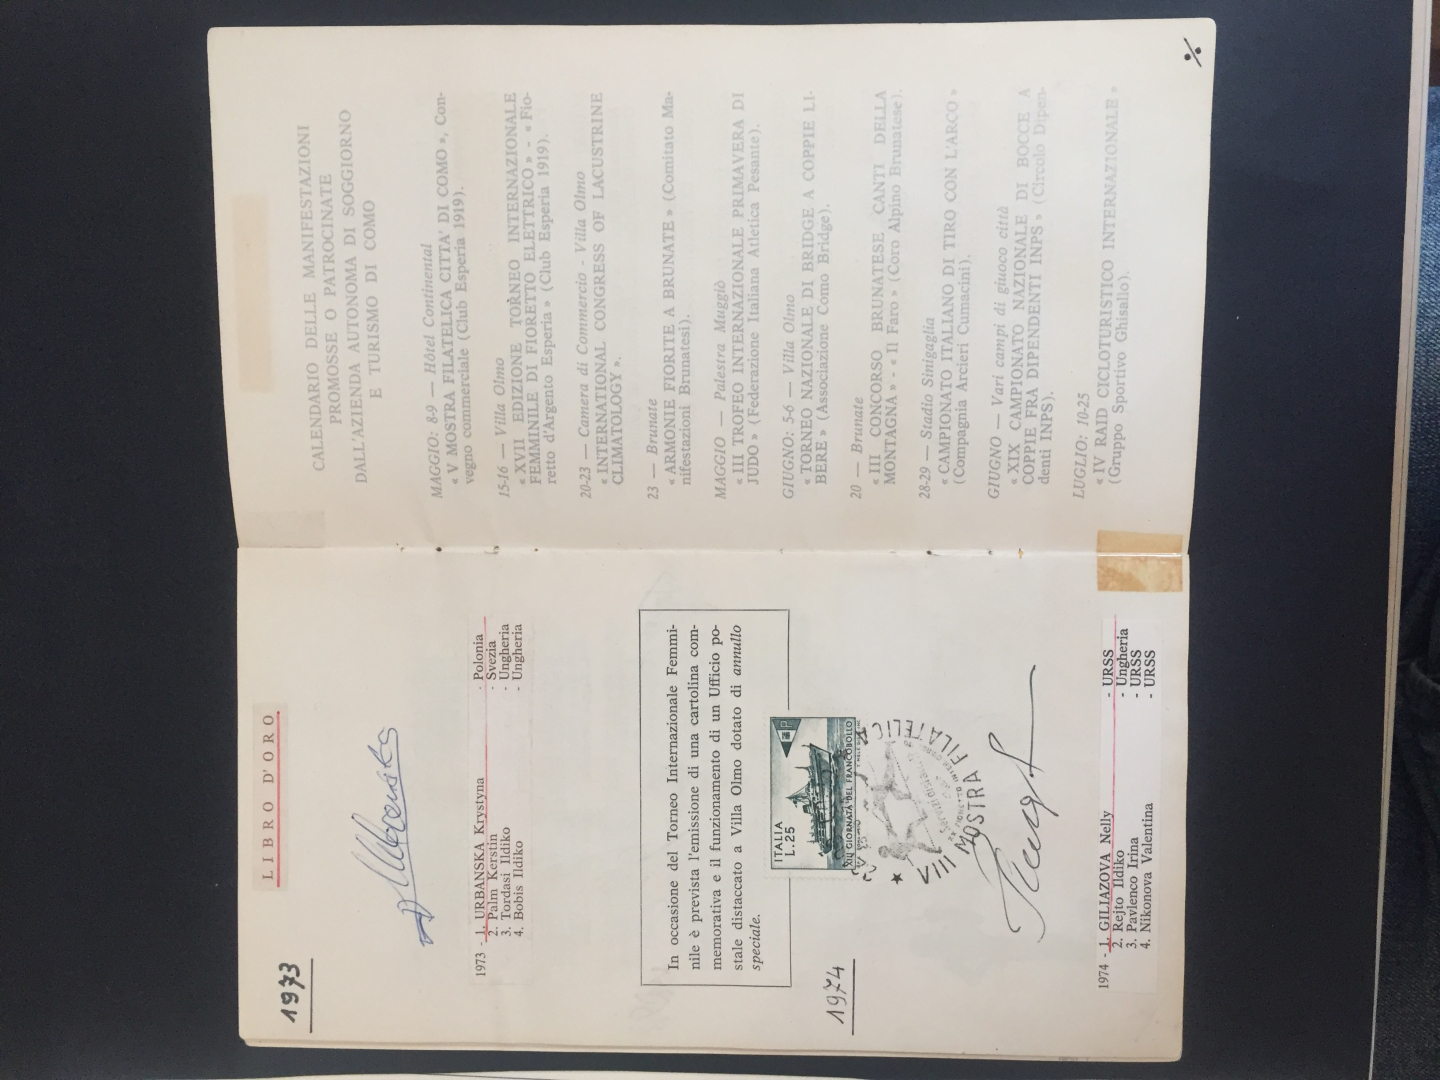 LIBRO D'ORO
1973
1973 - 1. URBANSKA Krystyna - Polonia
2. Palm Kerstin - Svezia
3. Tordasi Ildiko - Ungheria
4. Bobis Ildiko - Ungheria
In occasione del Torneo Internazionale Femmi-
nile è prevista l'emissione di una cartolina com-
memorativa e il funzionamento di un Ufficio po-
stale distaccato a Villa Olmo dotato di annullo
speciale.
1974
ITALIA
L.25
XIV GIORNATA DEL FRANCOBOLLO
VIII MOSTRA FILATELIC
1974 - 1. GILJAZOVA Nelly - URSS
2. Rejto Ildiko - Ungheria
3. Pavlenco Irina - URSS
4. Nikonova Valentina - URSS
CALENDARIO DELLE MANIFESTAZIONI
PROMOSSE O PATROCINATE
DALL'AZIENDA AUTONOMA DI SOGGIORNO
E TURISMO DI COMO
MAGGIO: 8-9 — Hôtel Continental
« V MOSTRA FILATELICA CITTA' DI COMO », Con-
vegno commerciale (Club Esperia 1919).
15-16 — Villa Olmo
« XVII EDIZIONE TORNEO INTERNAZIONALE
FEMMINILE DI FIORETTO ELETTRICO » - « Fio-
retto d'Argento Esperia » (Club Esperia 1919).
20-23 — Camera di Commercio - Villa Olmo
« INTERNATIONAL CONGRESS OF LACUSTRINE
CLIMATOLOGY ».
23 — Brunate
« ARMONIE FIORITE A BRUNATE » (Comitato Ma-
nifestazioni Brunatesi).
MAGGIO — Palestra Muggiò
« III TROFEO INTERNAZIONALE PRIMAVERA DI
JUDO » (Federazione Italiana Atletica Pesante).
GIUGNO: 5-6 — Villa Olmo
« TORNEO NAZIONALE DI BRIDGE A COPPIE LI-
BERE » (Associazione Como Bridge).
20 — Brunate
« III CONCORSO BRUNATESE CANTI DELLA
MONTAGNA » - « Il Faro » (Coro Alpino Brunatese).
28-29 — Stadio Sinigaglia
« CAMPIONATO ITALIANO DI TIRO CON L'ARCO »
(Compagnia Arcieri Cumacini).
GIUGNO — Vari campi di giuoco città
« XIX CAMPIONATO NAZIONALE DI BOCCE A
COPPIE FRA DIPENDENTI INPS » (Circolo Dipen-
denti INPS).
LUGLIO: 10-25
« IV RAID CICLOTURISTICO INTERNAZIONALE »
(Gruppo Sportivo Ghisallo).